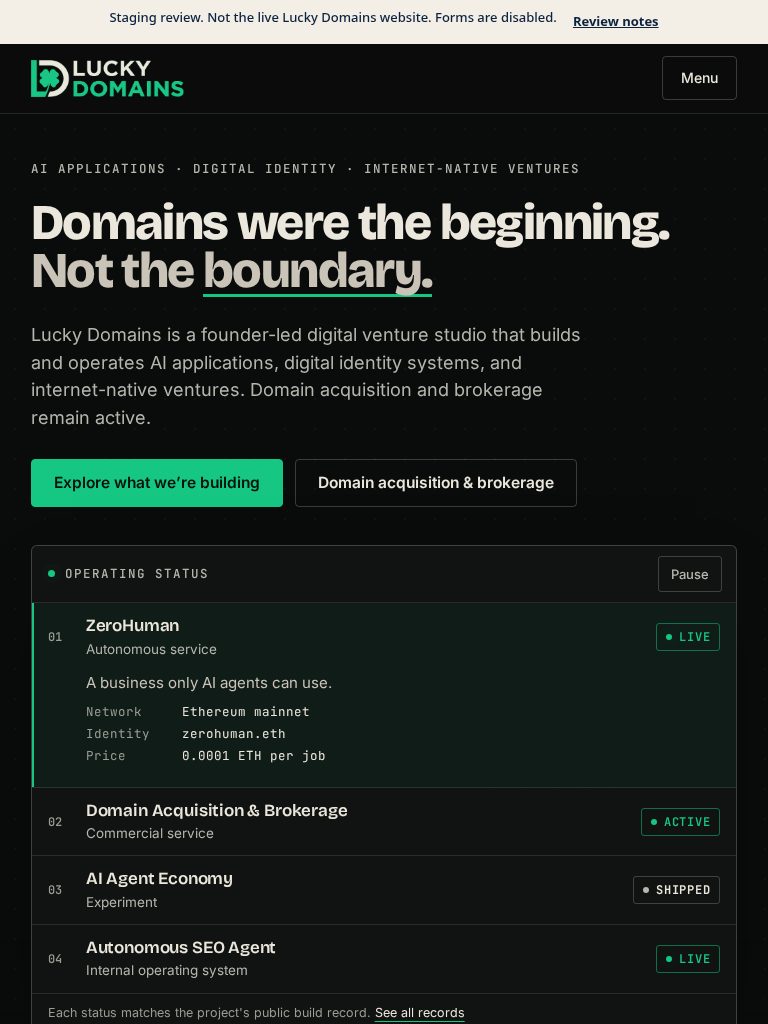 Staging review. Not the live Lucky Domains website. Forms are disabled. Review notes
LUCKY
DOMAINS
Menu
AI APPLICATIONS · DIGITAL IDENTITY · INTERNET-NATIVE VENTURES
Domains were the beginning.
Not the boundary.
Lucky Domains is a founder-led digital venture studio that builds
and operates AI applications, digital identity systems, and
internet-native ventures. Domain acquisition and brokerage
remain active.
Explore what we’re building
Domain acquisition & brokerage
OPERATING STATUS
Pause
01 ZeroHuman LIVE
Autonomous service
A business only AI agents can use.
Network Ethereum mainnet
Identity zerohuman.eth
Price 0.0001 ETH per job
02 Domain Acquisition & Brokerage ACTIVE
Commercial service
03 AI Agent Economy SHIPPED
Experiment
04 Autonomous SEO Agent LIVE
Internal operating system
Each status matches the project's public build record. See all records